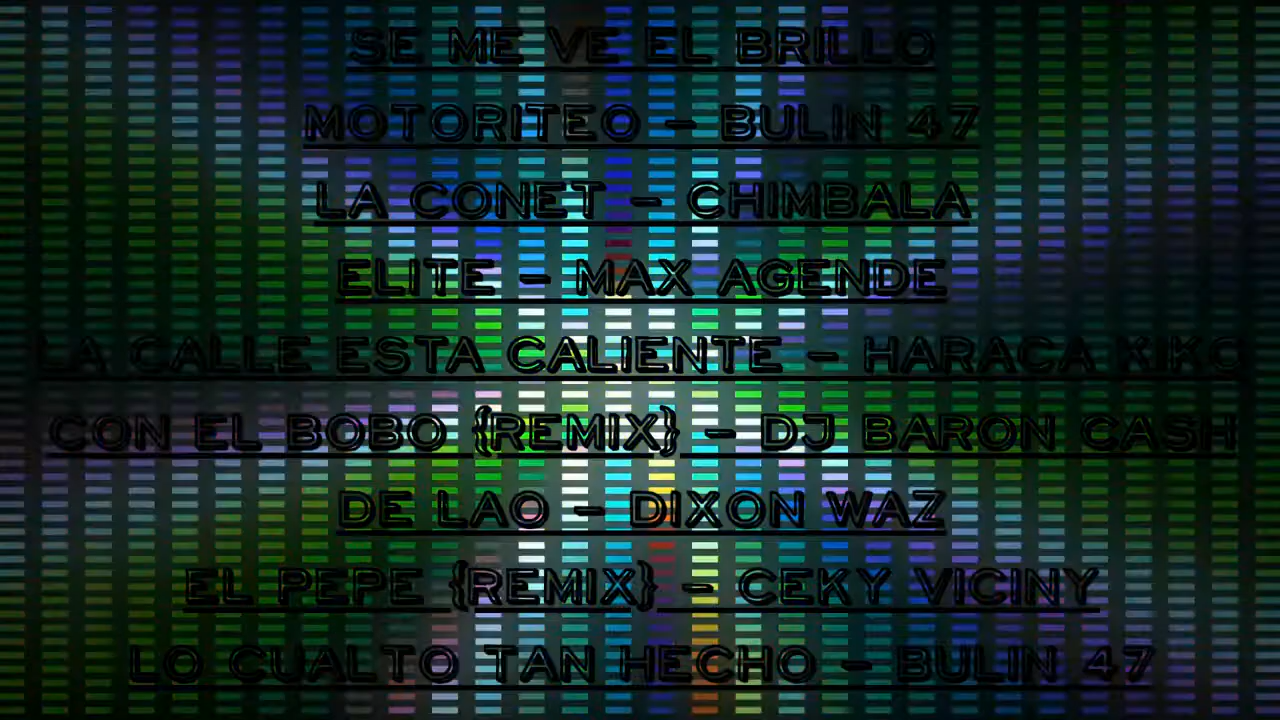 SE ME VE EL BRILLO
MOTORITEO - BULIN 47
LA CONET - CHIMBALA
ELITE - MAX AGENDE
LA CALLE ESTA CALIENTE - HARACA KIKO
CON EL BOBO {REMIX} - DJ BARON CASH
DE LAO - DIXON WAZ
EL PEPE {REMIX} - CEKY VICINY
LO CUALTO TAN HECHO - BULIN 47